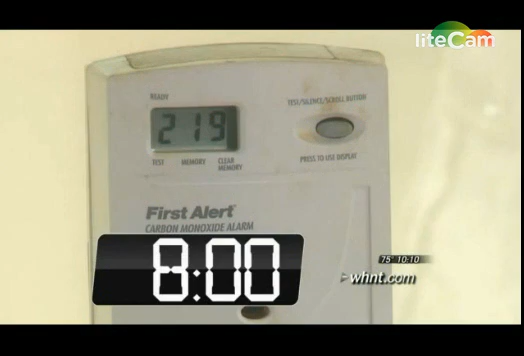 liteCam
READY
219
TEST/SILENCE/SCROLL BUTTON
TEST MEMORY CLEAR MEMORY
PRESS TO USE DISPLAY
First Alert
CARBON MONOXIDE ALARM
8:00
75° 10:10
whnt.com